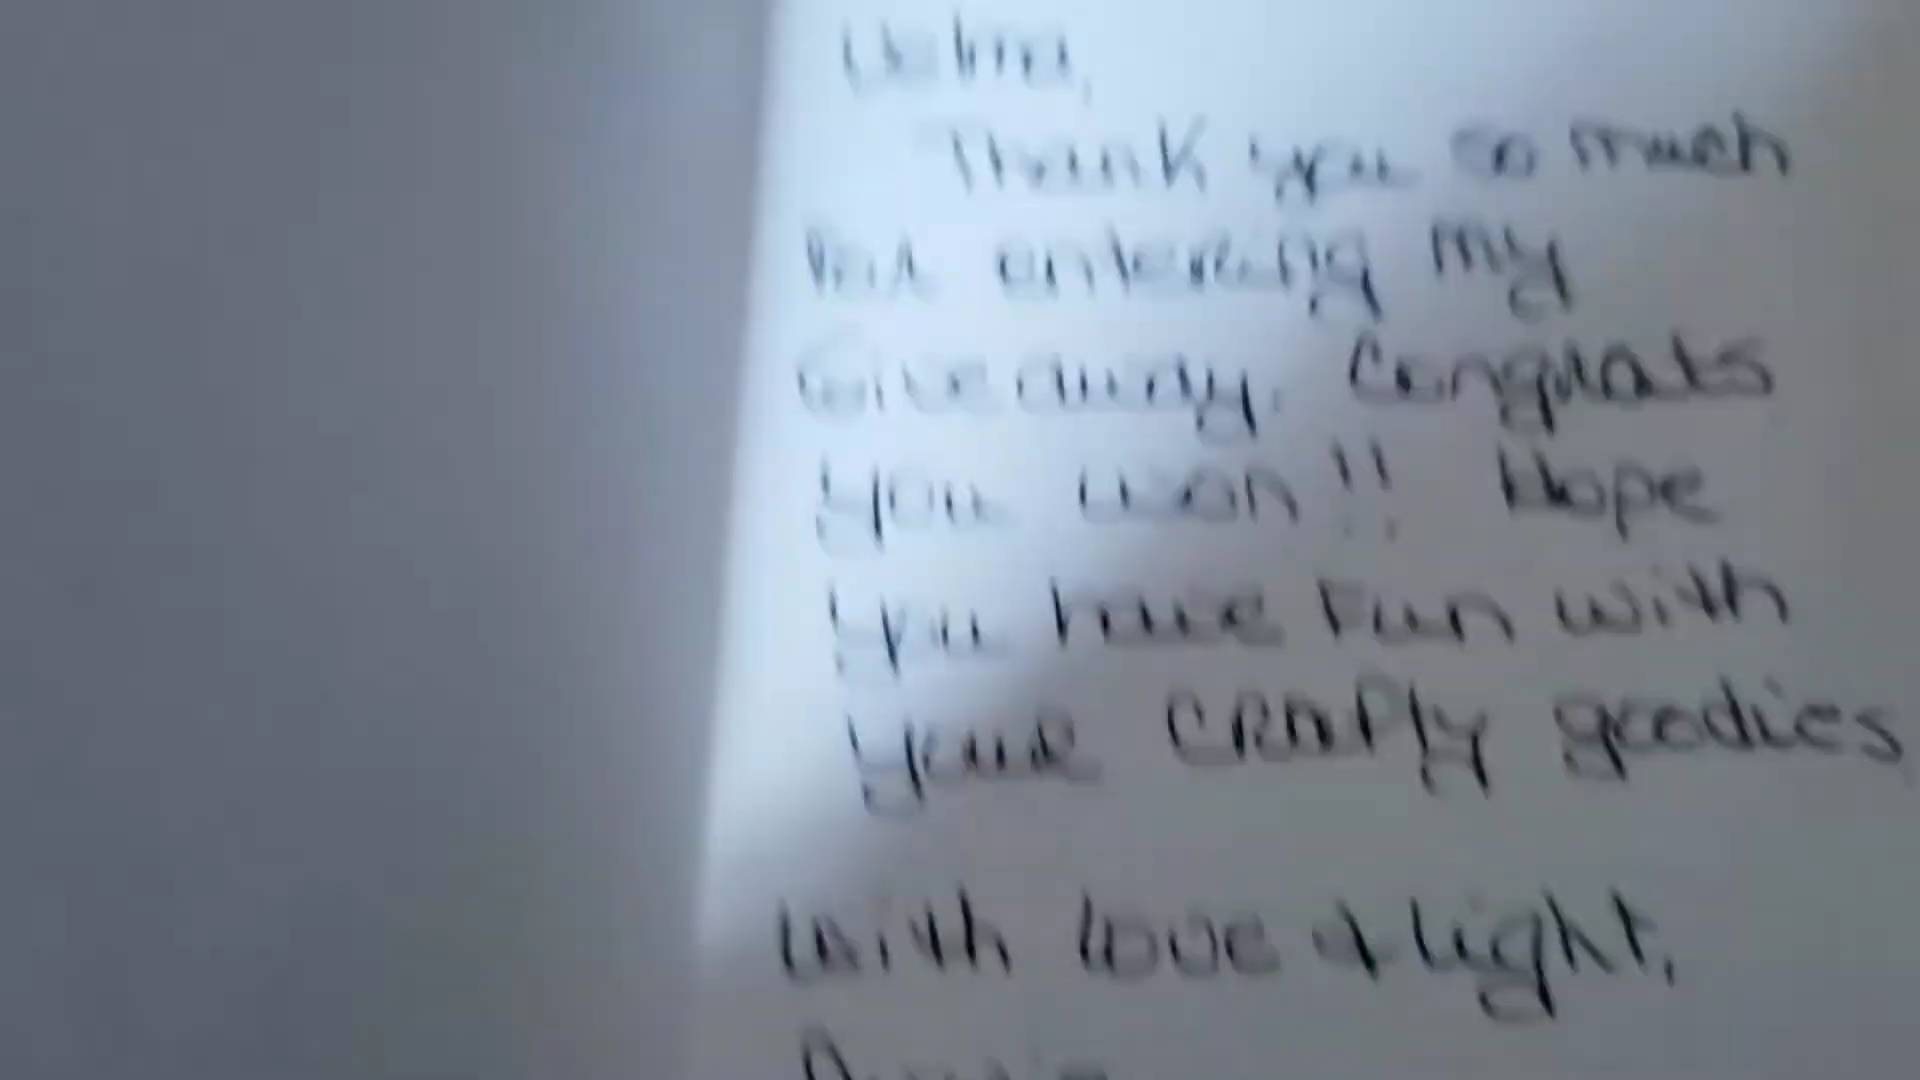 Thank you so much
for entering my
Giveaway. Congrats
you won!! Hope
you have fun with
your CRAFty goodies
With love & light,